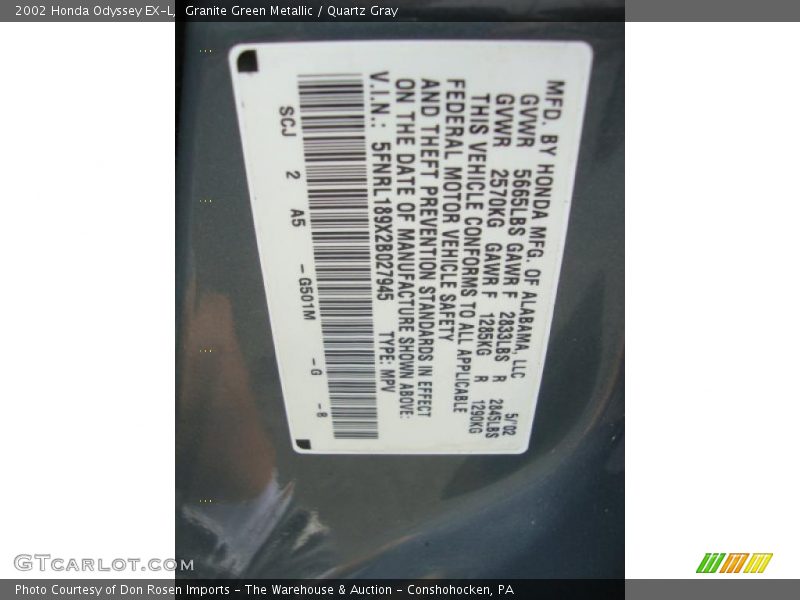 2002 Honda Odyssey EX-L, Granite Green Metallic / Quartz Gray
MFD. BY HONDA MFG. OF ALABAMA, LLC 5/'02
GVWR 5665LBS GAWR F 2833LBS R 2845LBS
GVWR 2570KG GAWR F 1285KG R 1290KG
THIS VEHICLE CONFORMS TO ALL APPLICABLE
FEDERAL MOTOR VEHICLE SAFETY
AND THEFT PREVENTION STANDARDS IN EFFECT
ON THE DATE OF MANUFACTURE SHOWN ABOVE:
V.I.N.: 5FNRL189X2B027945 TYPE: MPV
SCJ 2 A5 -G501M -G -8
GTcarlot.com
Photo Courtesy of Don Rosen Imports - The Warehouse & Auction - Conshohocken, PA